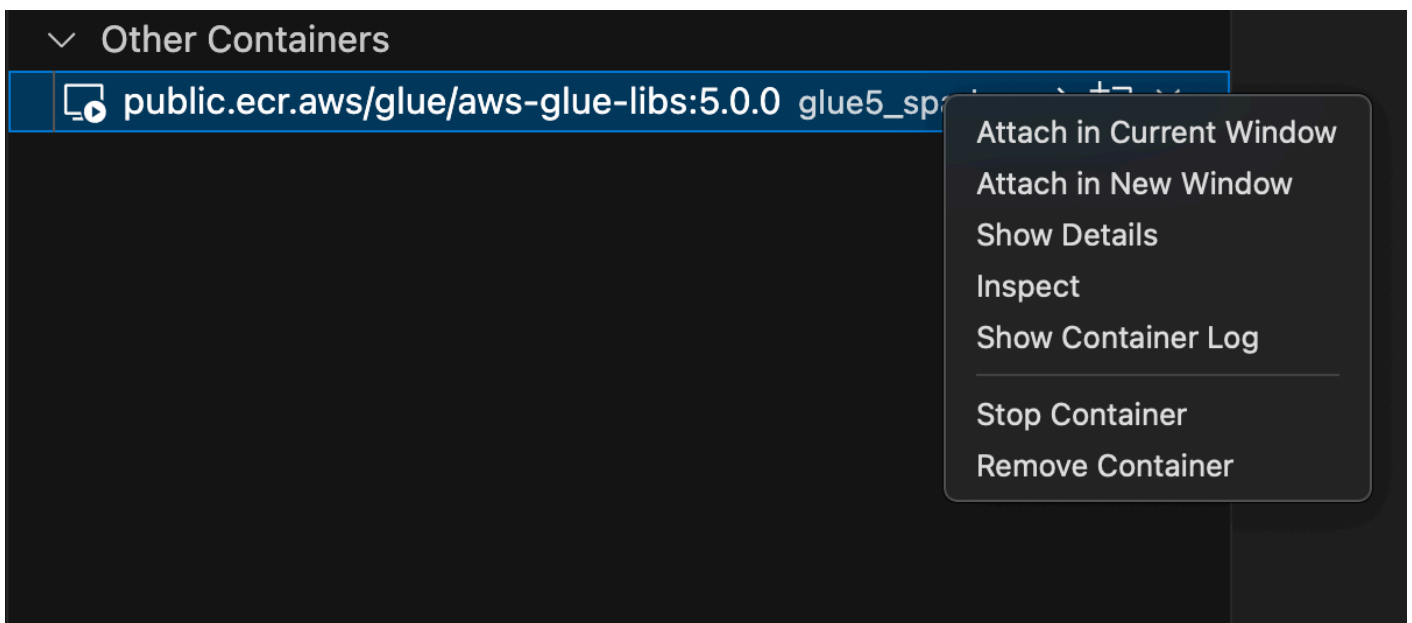 Other Containers
public.ecr.aws/glue/aws-glue-libs:5.0.0 glue5_spa
Attach in Current Window
Attach in New Window
Show Details
Inspect
Show Container Log
Stop Container
Remove Container